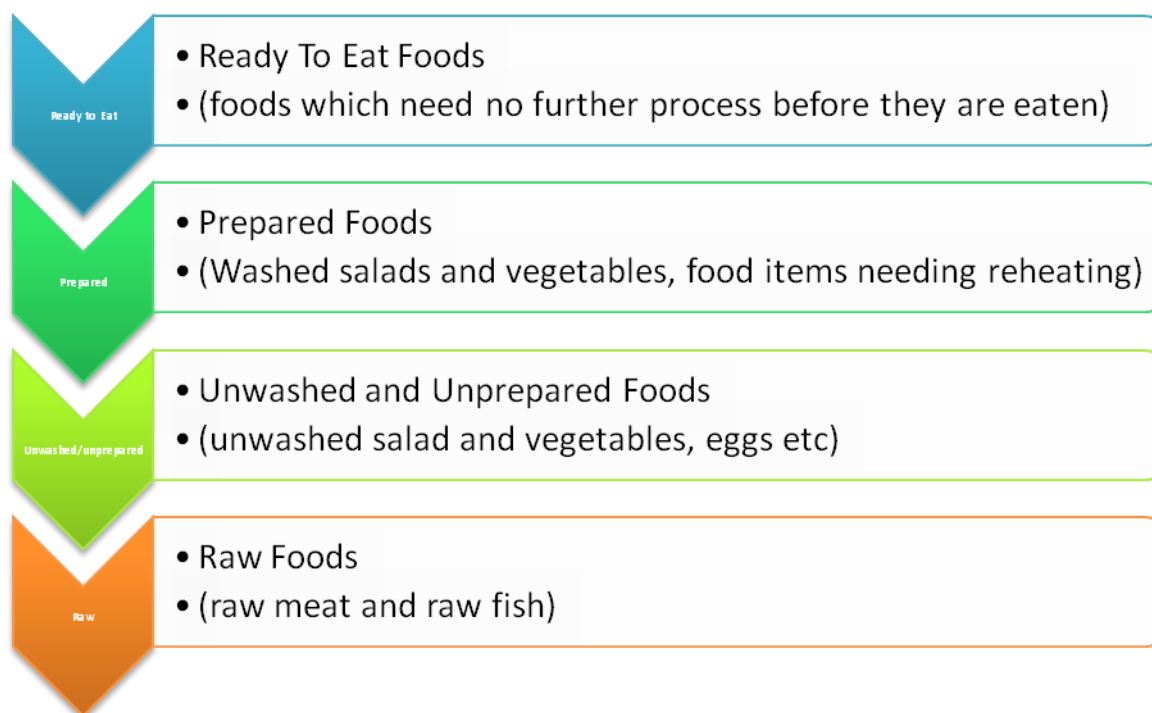 Ready to Eat
• Ready To Eat Foods
• (foods which need no further process before they are eaten)
Prepared
• Prepared Foods
• (Washed salads and vegetables, food items needing reheating)
Unwashed/unprepared
• Unwashed and Unprepared Foods
• (unwashed salad and vegetables, eggs etc)
Raw
• Raw Foods
• (raw meat and raw fish)